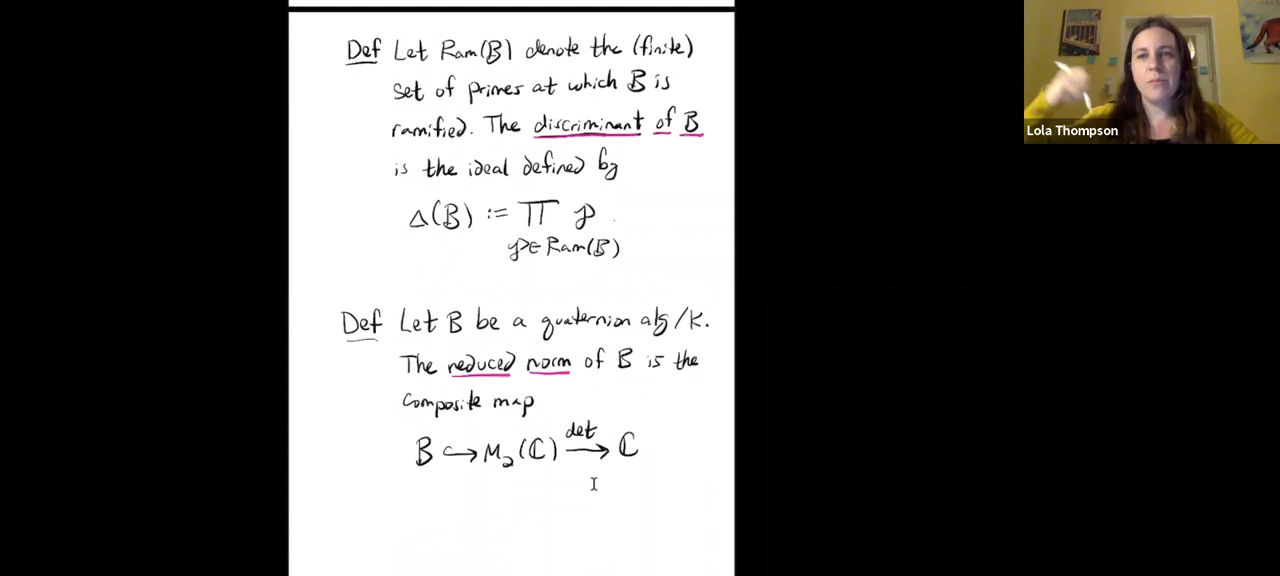 Def Let Ram(B) denote the (finite)
set of primes at which B is
ramified. The discriminant of B
is the ideal defined by
Δ(B) := ∏ 𝔭
𝔭∈ Ram(B)
Def Let B be a quaternion alg/K.
The reduced norm of B is the
composite map
B ↪ M₂(ℂ) det→ ℂ
Lola Thompson